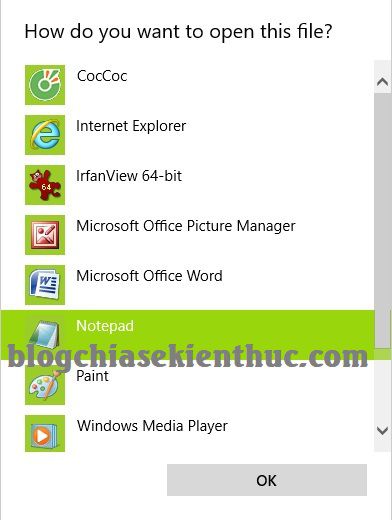 How do you want to open this file?
CocCoc
Internet Explorer
64
IrfanView 64-bit
Microsoft Office Picture Manager
Microsoft Office Word
Notepad
blogchiasekienthuc.com
Paint
Windows Media Player
OK